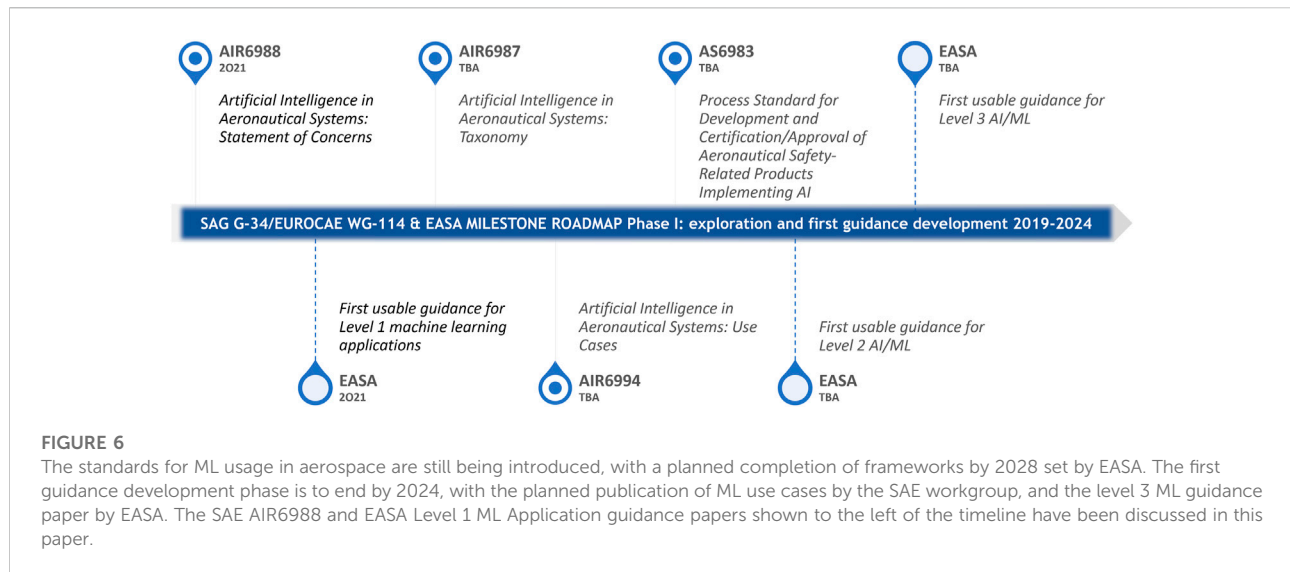 AIR6988
2O21
Artificial Intelligence in
Aeronautical Systems:
Statement of Concerns
AIR6987
TBA
Artificial Intelligence in
Aeronautical Systems:
Taxonomy
AS6983
TBA
Process Standard for
Development and
Certification/Approval of
Aeronautical Safety-
Related Products
Implementing AI
EASA
TBA
First usable guidance for
Level 3 AI/ML
SAG G-34/EUROCAE WG-114 & EASA MILESTONE ROADMAP Phase I: exploration and first guidance development 2019-2024
First usable guidance for
Level 1 machine learning
applications
EASA
2O21
Artificial Intelligence in
Aeronautical Systems: Use
Cases
AIR6994
TBA
First usable guidance for
Level 2 AI/ML
EASA
TBA
FIGURE 6
The standards for ML usage in aerospace are still being introduced, with a planned completion of frameworks by 2028 set by EASA. The first
guidance development phase is to end by 2024, with the planned publication of ML use cases by the SAE workgroup, and the level 3 ML guidance
paper by EASA. The SAE AIR6988 and EASA Level 1 ML Application guidance papers shown to the left of the timeline have been discussed in this
paper.